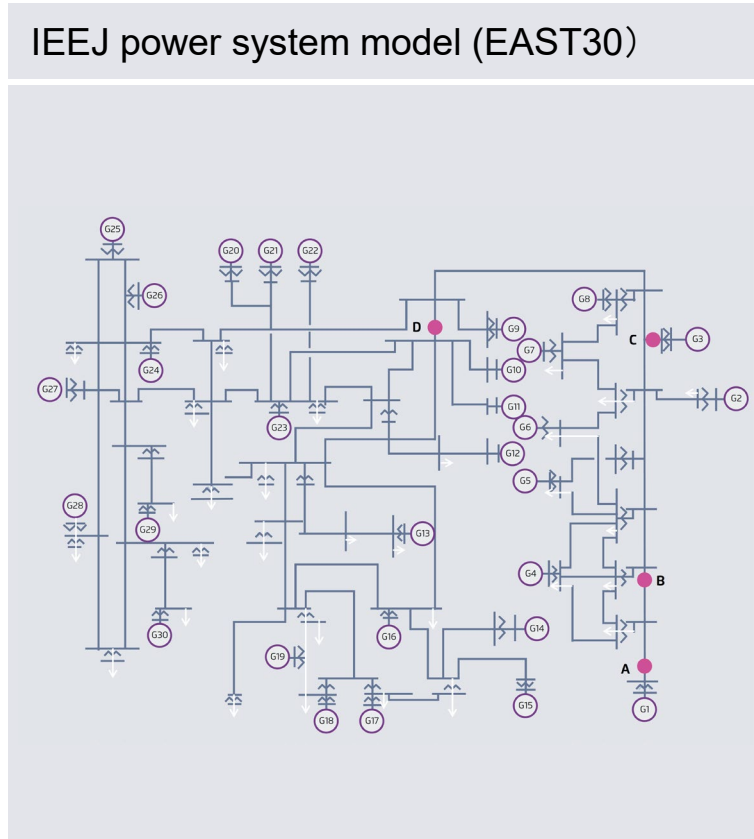 IEEJ power system model (EAST30）
G25
G20
G21
G22
G26
G8
D
G9
C
G3
G7
G24
G10
G27
G2
G11
G23
G6
G12
G5
G28
G29
G13
G4
B
G30
G16
G14
G19
A
G15
G18
G17
G1